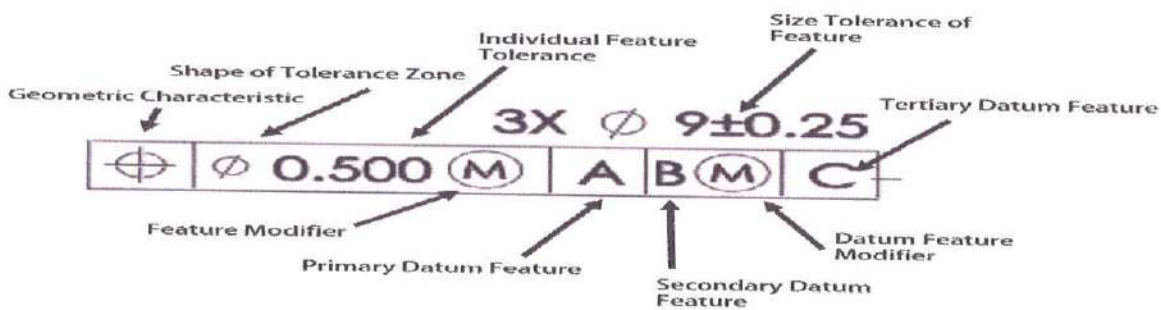 Size Tolerance of
Feature
Individual Feature
Tolerance
Shape of Tolerance Zone
Geometric Characteristic
Tertiary Datum Feature
3X ∅ 9±0.25
⌖ ∅ 0.500 Ⓜ A B Ⓜ C
Feature Modifier
Primary Datum Feature
Secondary Datum
Feature
Datum Feature
Modifier